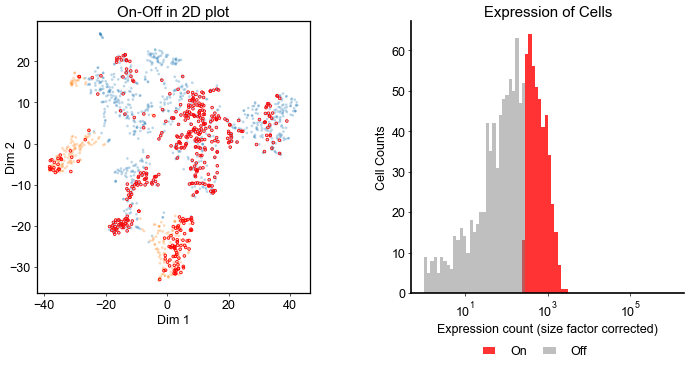 On-Off in 2D plot
20
10
0
−10
−20
−30
Dim 2
−40
−20
0
20
40
Dim 1
Expression of Cells
60
50
40
30
20
10
0
Cell Counts
10^1
10^3
10^5
Expression count (size factor corrected)
On
Off